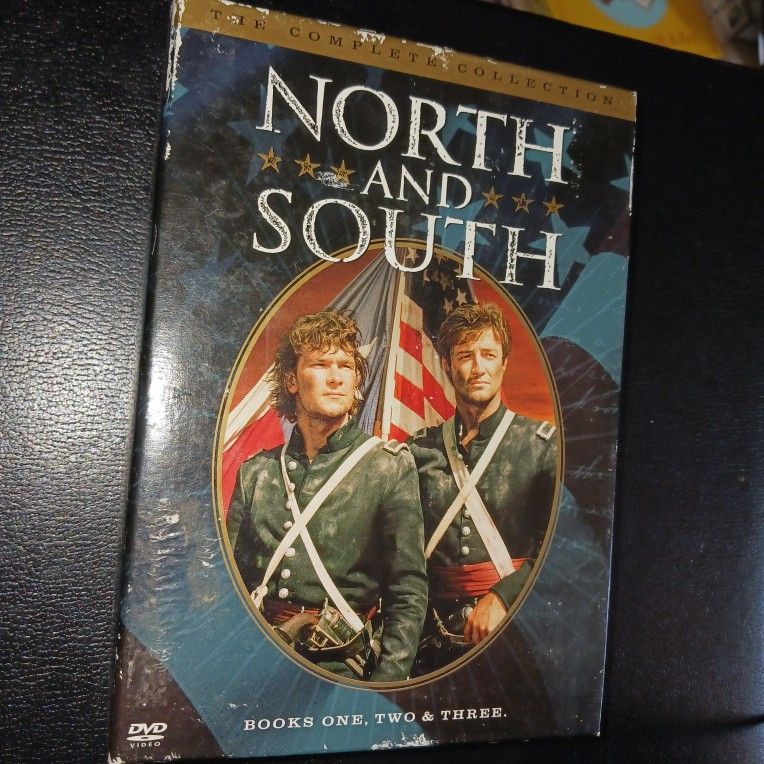 THE COMPLETE COLLECTION
NORTH
AND
SOUTH
BOOKS ONE, TWO & THREE.
DVD
VIDEO